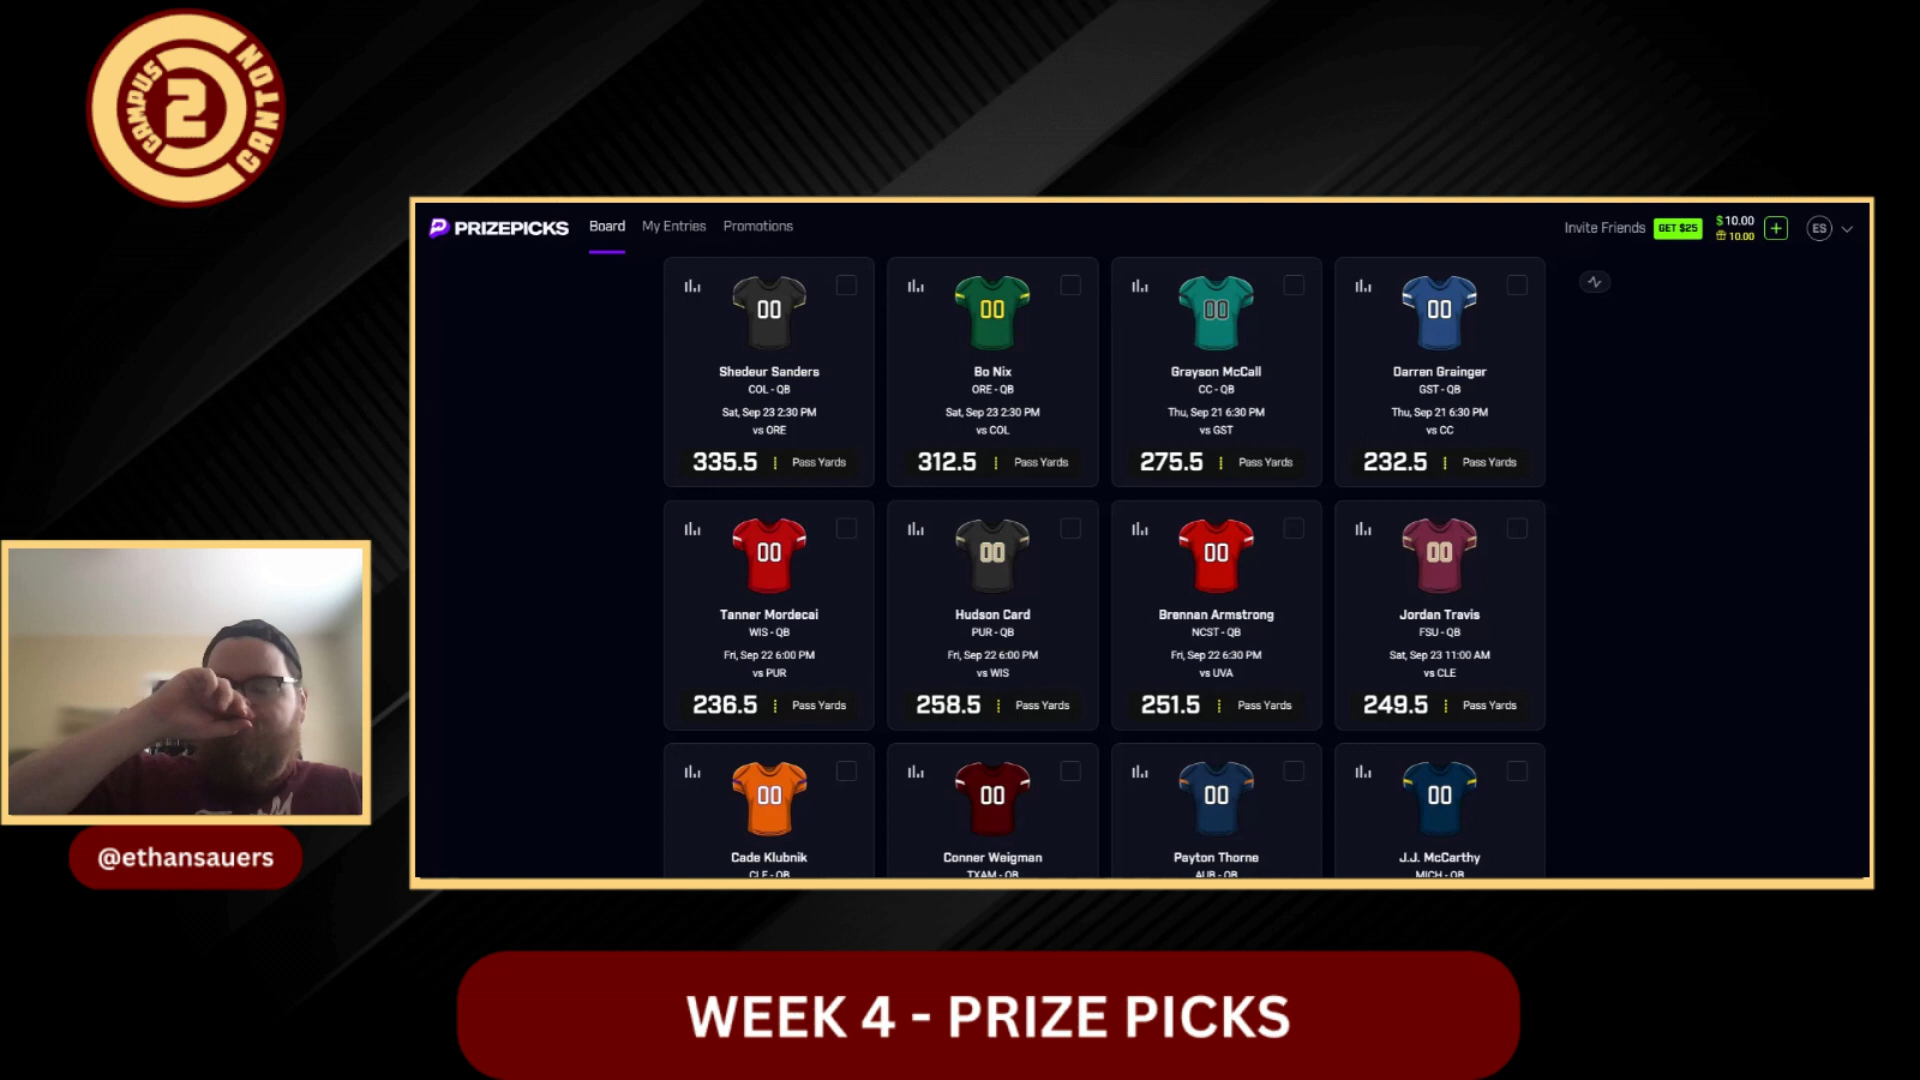 CAMPUS 2 CANTON
PRIZEPICKS Board My Entries Promotions
Invite Friends GET $25 $10.00 10.00 + ES
00 00 00 00
Shedeur Sanders Bo Nix Grayson McCall Darren Grainger
COL - QB ORE - QB CC - QB GST - QB
Sat, Sep 23 2:30 PM Sat, Sep 23 2:30 PM Thu, Sep 21 6:30 PM Thu, Sep 21 6:30 PM
vs ORE vs COL vs GST vs CC
335.5 Pass Yards 312.5 Pass Yards 275.5 Pass Yards 232.5 Pass Yards
00 00 00 00
Tanner Mordecai Hudson Card Brennan Armstrong Jordan Travis
WIS - QB PUR - QB NCST - QB FSU - QB
Fri, Sep 22 6:00 PM Fri, Sep 22 6:00 PM Fri, Sep 22 6:30 PM Sat, Sep 23 11:00 AM
vs PUR vs WIS vs UVA vs CLE
236.5 Pass Yards 258.5 Pass Yards 251.5 Pass Yards 249.5 Pass Yards
00 00 00 00
Cade Klubnik Conner Weigman Payton Thorne J.J. McCarthy
CLE - QB TXAM - QB AUB - QB MICH - QB
@ethansauers
WEEK 4 - PRIZE PICKS